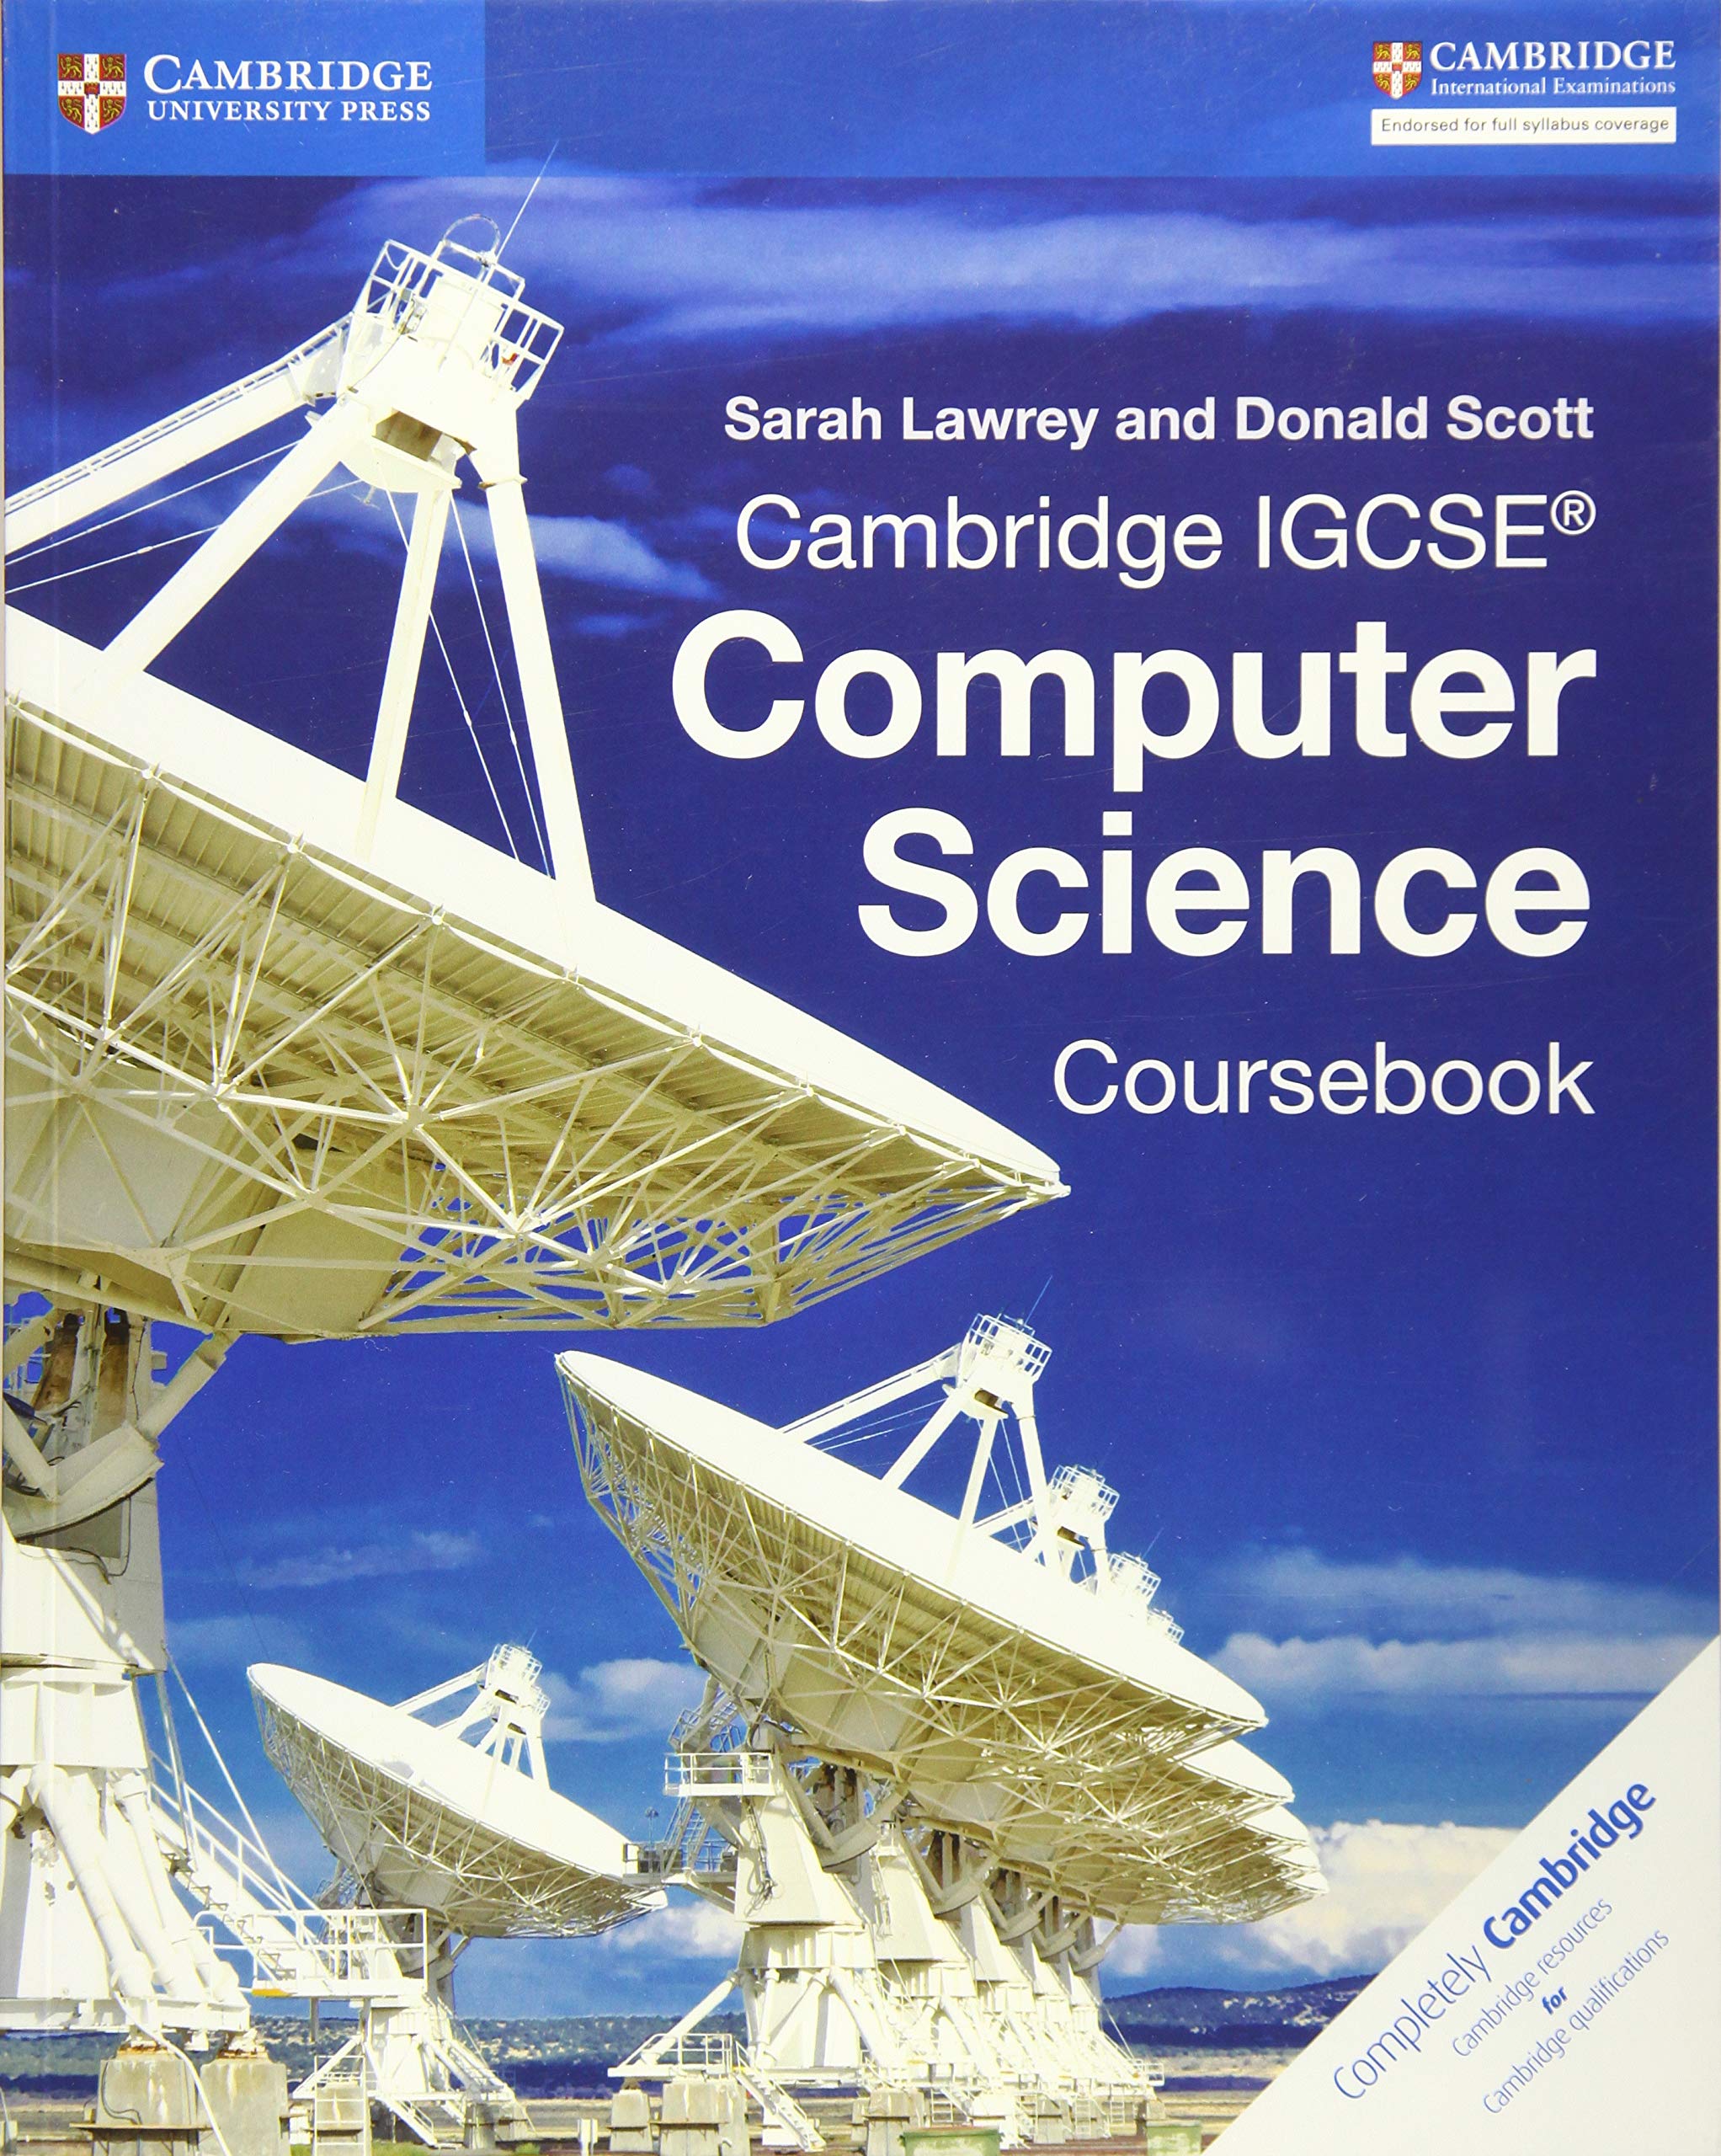 CAMBRIDGE
UNIVERSITY PRESS
CAMBRIDGE
International Examinations
Endorsed for full syllabus coverage
Sarah Lawrey and Donald Scott
Cambridge IGCSE®
Computer
Science
Coursebook
Completely Cambridge
Cambridge resources
for
Cambridge qualifications